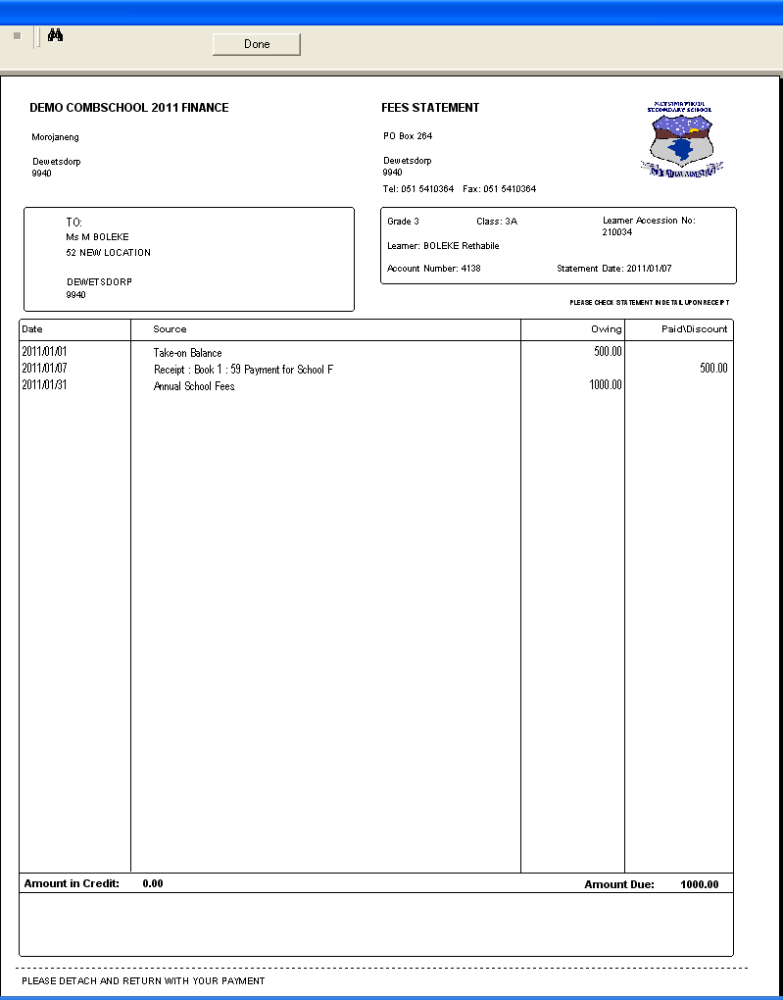 Done
DEMO COMBSCHOOL 2011 FINANCE
Morojaneng
Dewetsdorp
9940
FEES STATEMENT
PO Box 264
Dewetsdorp
9940
Tel: 051 5410364 Fax: 051 5410364
SECONDARY SCHOOL
TO:
Ms M BOLEKE
52 NEW LOCATION
DEWETSDORP
9940
Grade 3 Class: 3A Learner Accession No:
210034
Learner: BOLEKE Rethabile
Account Number: 4138 Statement Date: 2011/01/07
PLEASE CHECK STATEMENT IN DETAIL UPON RECEIPT
Date Source Owing Paid\Discount
2011/01/01 Take-on Balance 500.00
2011/01/07 Receipt : Book 1 : 59 Payment for School F 500.00
2011/01/31 Annual School Fees 1000.00
Amount in Credit: 0.00 Amount Due: 1000.00
PLEASE DETACH AND RETURN WITH YOUR PAYMENT